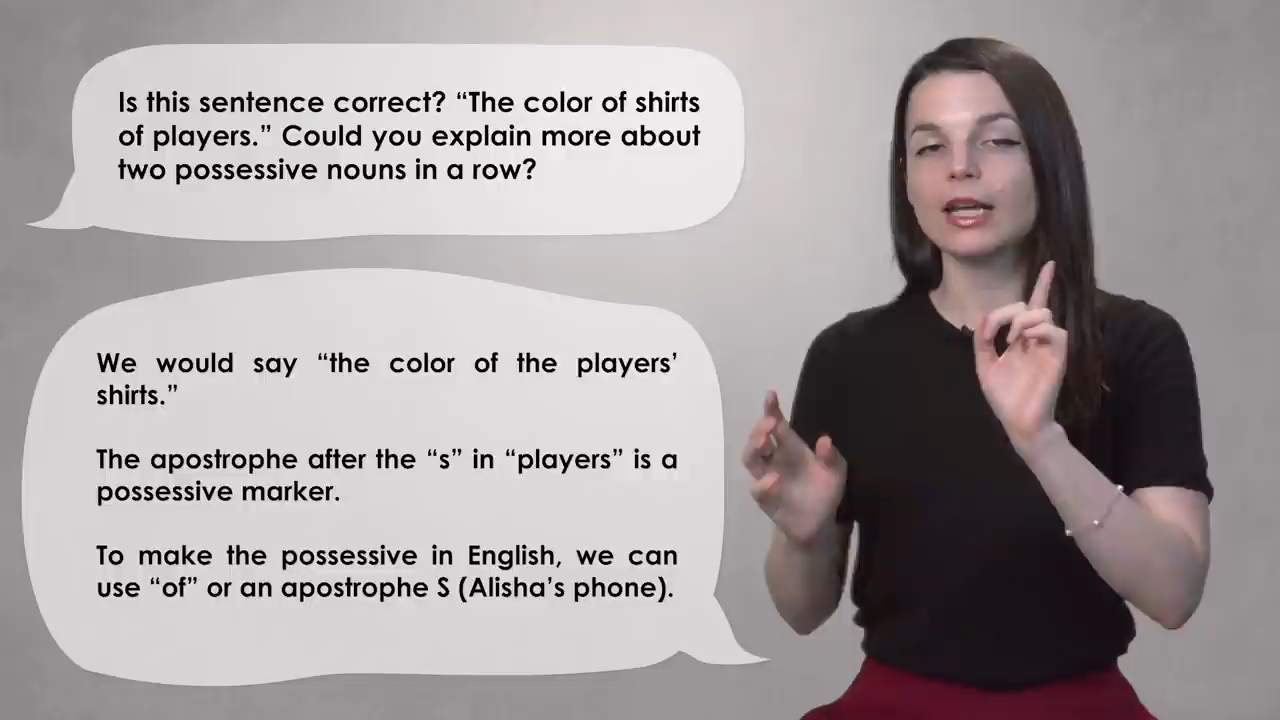 Is this sentence correct? “The color of shirts
of players.” Could you explain more about
two possessive nouns in a row?
We would say “the color of the players’
shirts.”
The apostrophe after the “s” in “players” is a
possessive marker.
To make the possessive in English, we can
use “of” or an apostrophe S (Alisha’s phone).